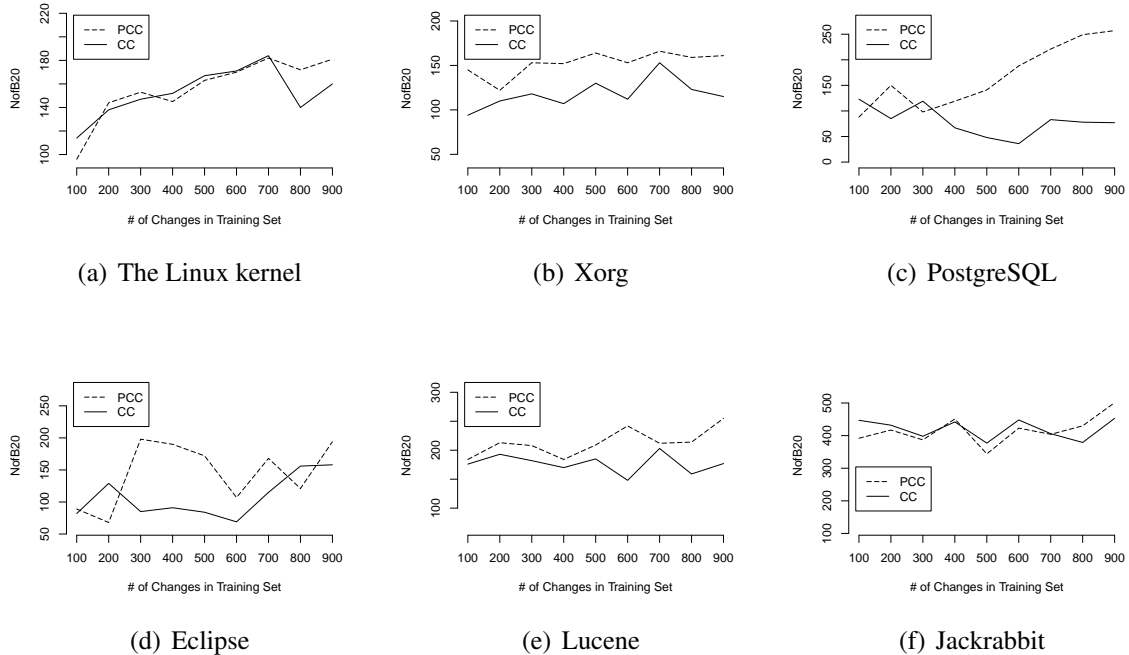 220
180
140
100
NofB20
PCC
CC
100 200 300 400 500 600 700 800 900
# of Changes in Training Set
(a) The Linux kernel
200
150
100
50
NofB20
PCC
CC
100 200 300 400 500 600 700 800 900
# of Changes in Training Set
(b) Xorg
250
150
50
0
NofB20
PCC
CC
100 200 300 400 500 600 700 800 900
# of Changes in Training Set
(c) PostgreSQL
250
200
150
100
50
NofB20
PCC
CC
100 200 300 400 500 600 700 800 900
# of Changes in Training Set
(d) Eclipse
300
200
100
NofB20
PCC
CC
100 200 300 400 500 600 700 800 900
# of Changes in Training Set
(e) Lucene
500
400
300
200
100
NofB20
PCC
CC
100 200 300 400 500 600 700 800 900
# of Changes in Training Set
(f) Jackrabbit